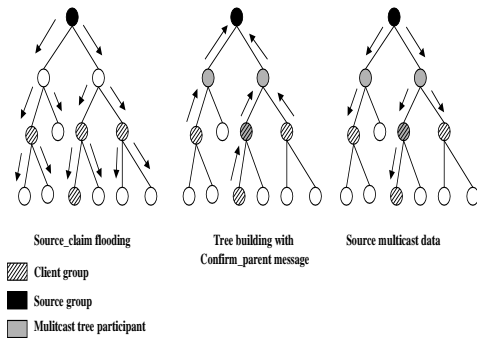 Source_claim flooding
Tree building with
Confirm_parent message
Source multicast data
Client group
Source group
Mulitcast tree participant